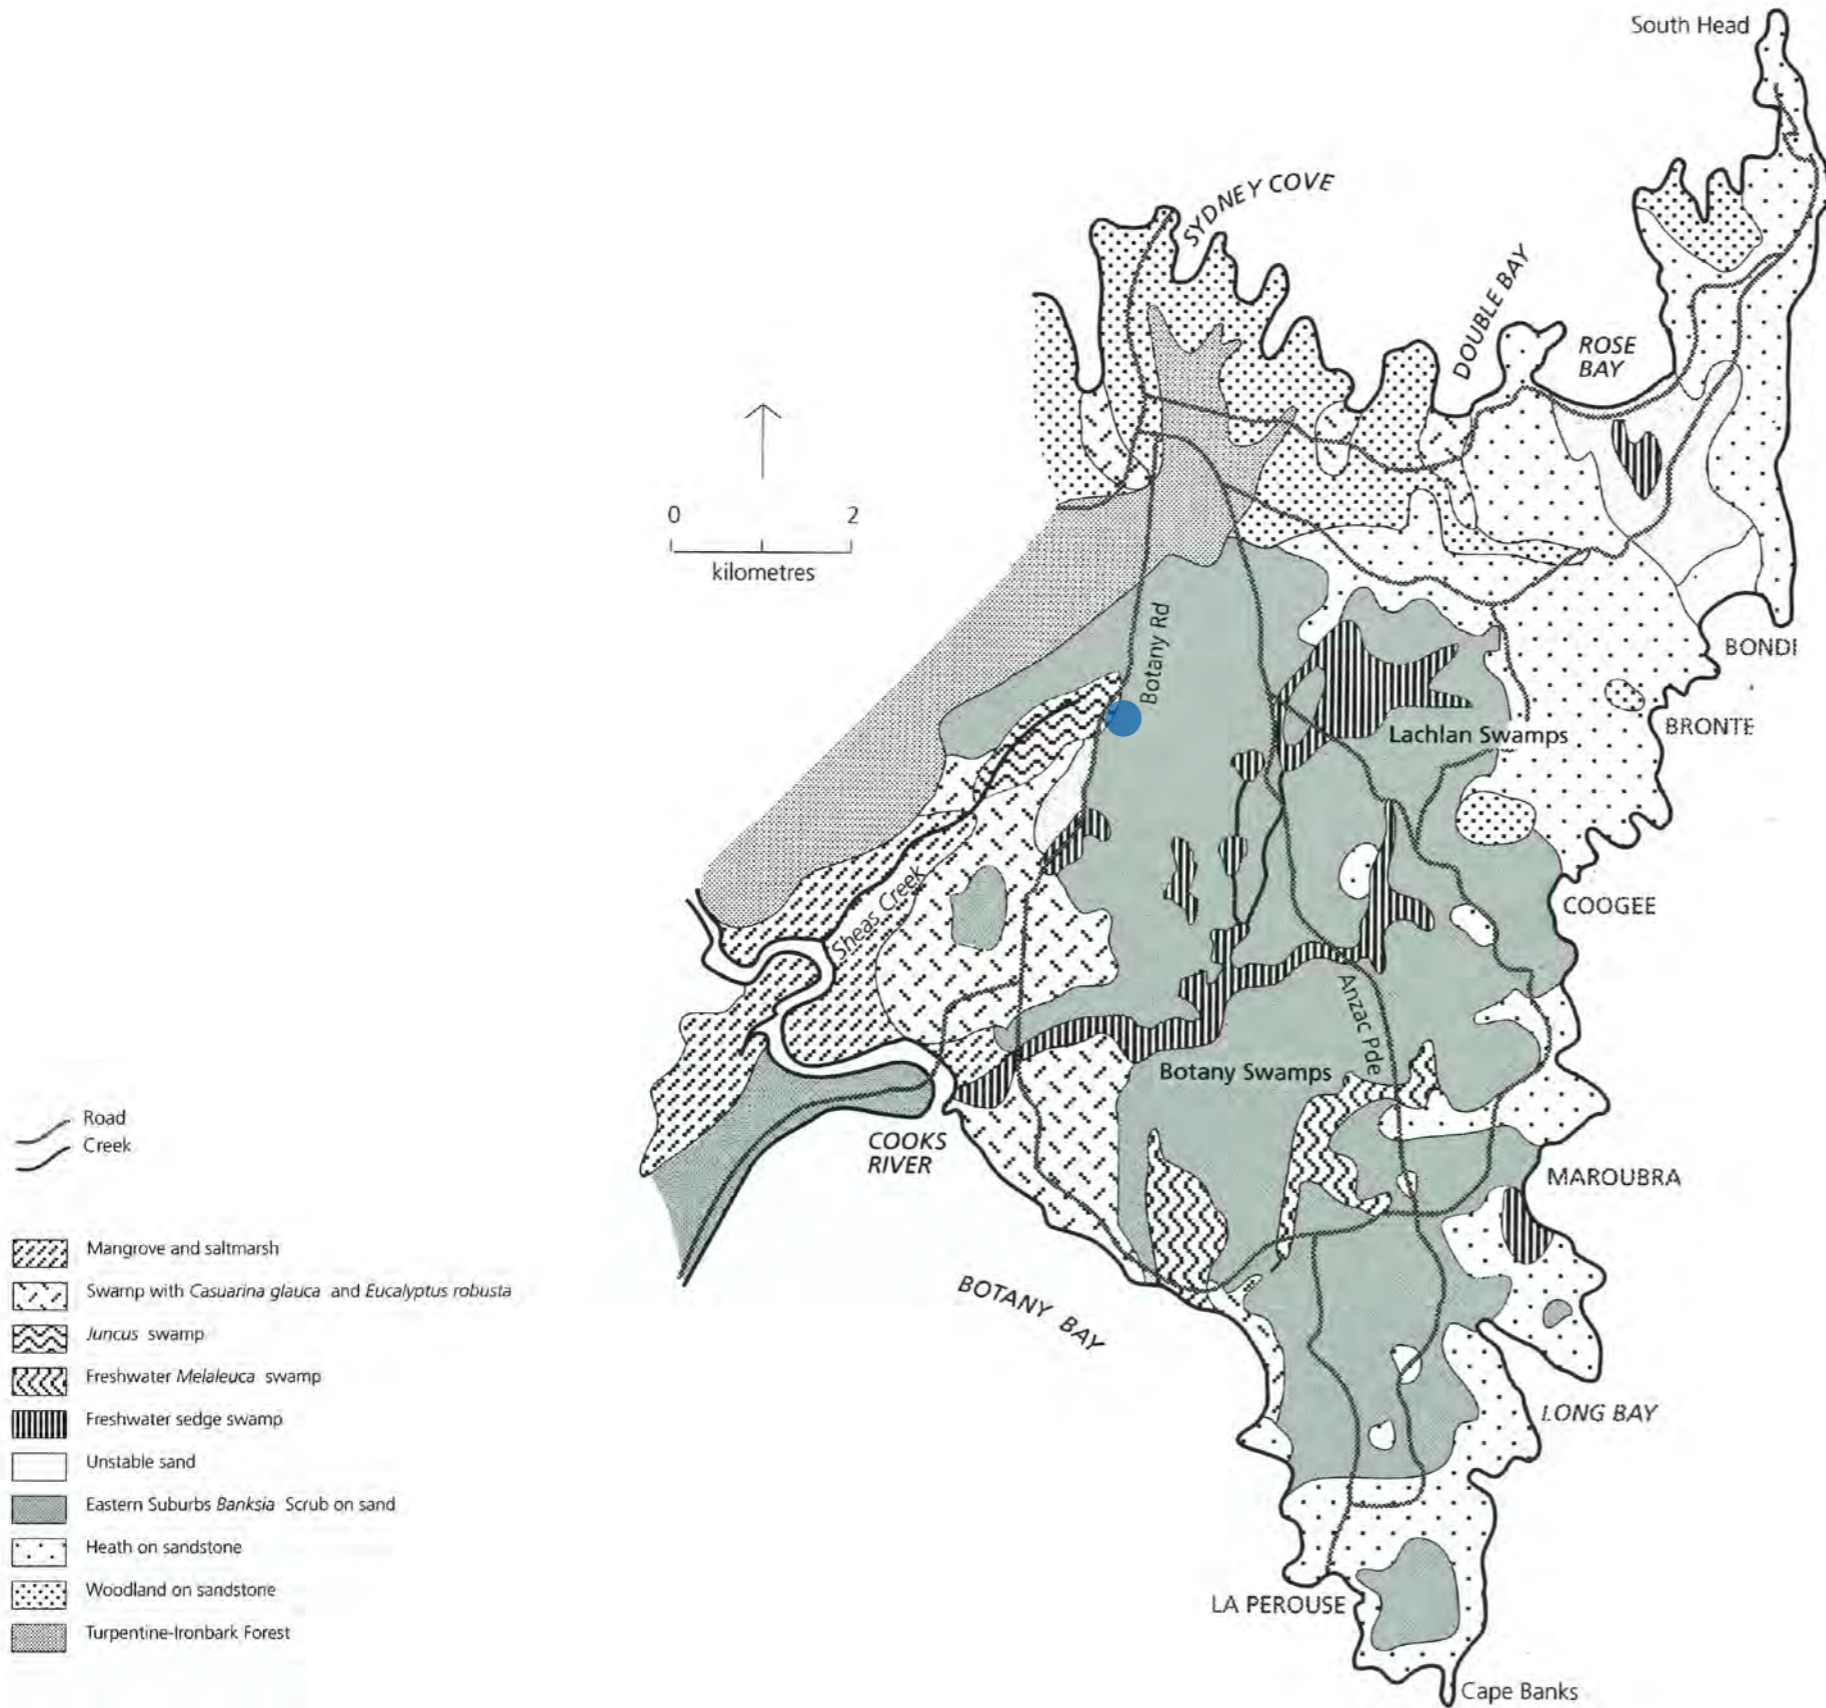 South Head
SYDNEY COVE
DOUBLE BAY
ROSE
BAY
0 2
kilometres
Botany Rd
BONDI
BRONTE
Lachlan Swamps
COOGEE
Sheas Creek
Anzac Pde
Botany Swamps
Road
Creek
COOKS
RIVER
MAROUBRA
Mangrove and saltmarsh
Swamp with Casuarina glauca and Eucalyptus robusta
BOTANY BAY
Juncus swamp
Freshwater Melaleuca swamp
LONG BAY
Freshwater sedge swamp
Unstable sand
Eastern Suburbs Banksia Scrub on sand
Heath on sandstone
Woodland on sandstone
LA PEROUSE
Turpentine-Ironbark Forest
Cape Banks